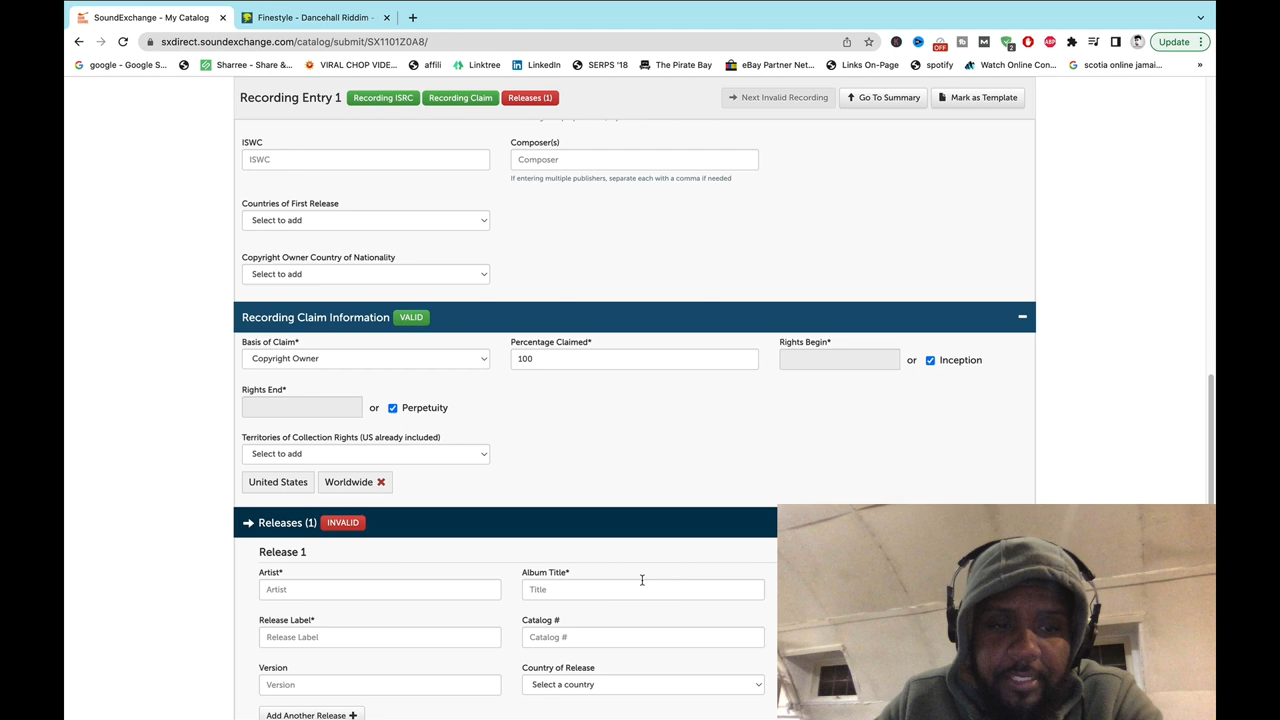 SoundExchange - My Catalog
Finestyle - Dancehall Riddim -
sxdirect.soundexchange.com/catalog/submit/SX1101Z0A8/
OFF
2
ABP
Update
google - Google S...
Sharree - Share &...
VIRAL CHOP VIDE...
affili
Linktree
LinkedIn
SERPS '18
The Pirate Bay
eBay Partner Net...
Links On-Page
spotify
Watch Online Con...
scotia online jamai...
»
Recording Entry 1 Recording ISRC Recording Claim Releases (1) Next Invalid Recording Go To Summary Mark as Template
ISWC Composer(s)
ISWC Composer
If entering multiple publishers, separate each with a comma if needed
Countries of First Release
Select to add
Copyright Owner Country of Nationality
Select to add
Recording Claim Information VALID
Basis of Claim* Percentage Claimed* Rights Begin*
Copyright Owner 100 or Inception
Rights End*
or Perpetuity
Territories of Collection Rights (US already included)
Select to add
United States Worldwide
Releases (1) INVALID
Release 1
Artist* Album Title*
Artist Title
Release Label* Catalog #
Release Label Catalog #
Version Country of Release
Version Select a country
Add Another Release +